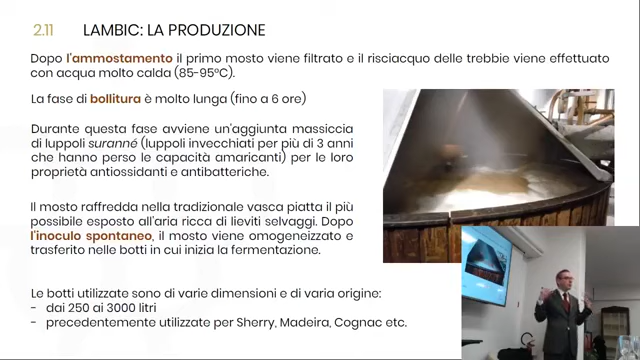 2.11 LAMBIC: LA PRODUZIONE
Dopo l'ammostamento il primo mosto viene filtrato e il risciacquo delle trebbie viene effettuato
con acqua molto calda (85-95°C).
La fase di bollitura è molto lunga (fino a 6 ore)
Durante questa fase avviene un'aggiunta massiccia
di luppoli suranné (luppoli invecchiati per più di 3 anni
che hanno perso le capacità amaricanti) per le loro
proprietà antiossidanti e antibatteriche.
Il mosto raffredda nella tradizionale vasca piatta il più
possibile esposto all'aria ricca di lieviti selvaggi. Dopo
l'inoculo spontaneo, il mosto viene omogeneizzato e
trasferito nelle botti in cui inizia la fermentazione.
Le botti utilizzate sono di varie dimensioni e di varia origine:
- dai 250 ai 3000 litri
- precedentemente utilizzate per Sherry, Madeira, Cognac etc.